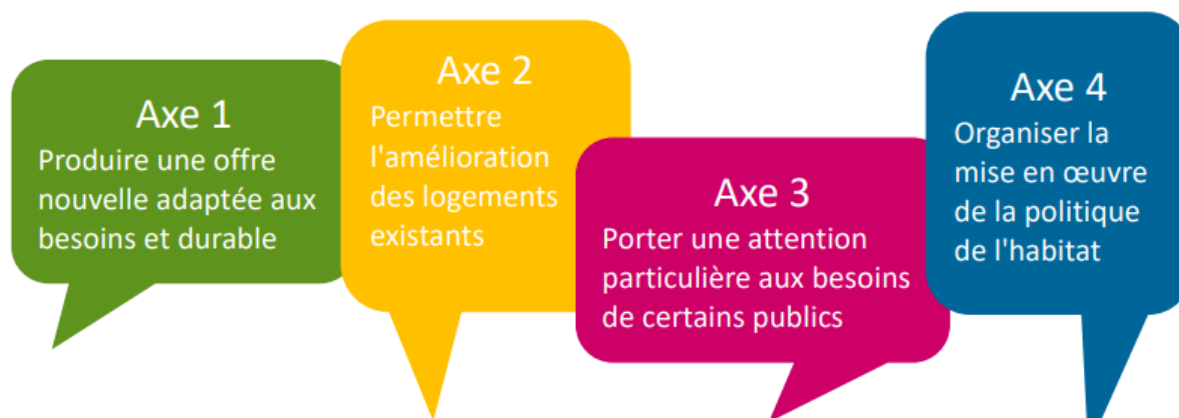 Axe 1
Produire une offre
nouvelle adaptée aux
besoins et durable
Axe 2
Permettre
l'amélioration
des logements
existants
Axe 3
Porter une attention
particulière aux besoins
de certains publics
Axe 4
Organiser la
mise en œuvre
de la politique
de l'habitat